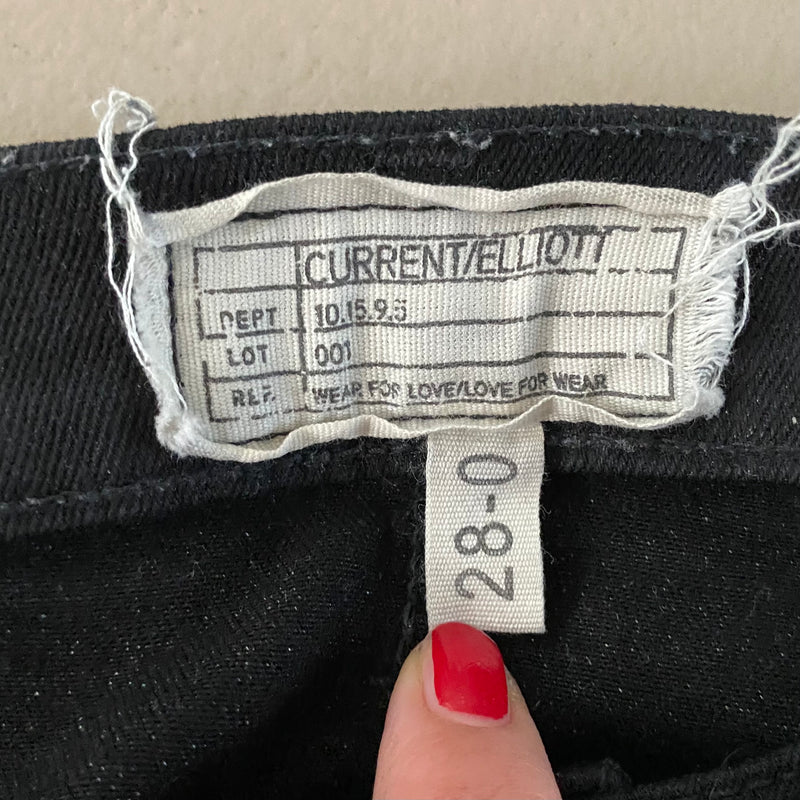 CURRENT/ELLIOTT
DEPT 10.15.9.5
LOT 001
REF. WEAR FOR LOVE/LOVE FOR WEAR
28-0